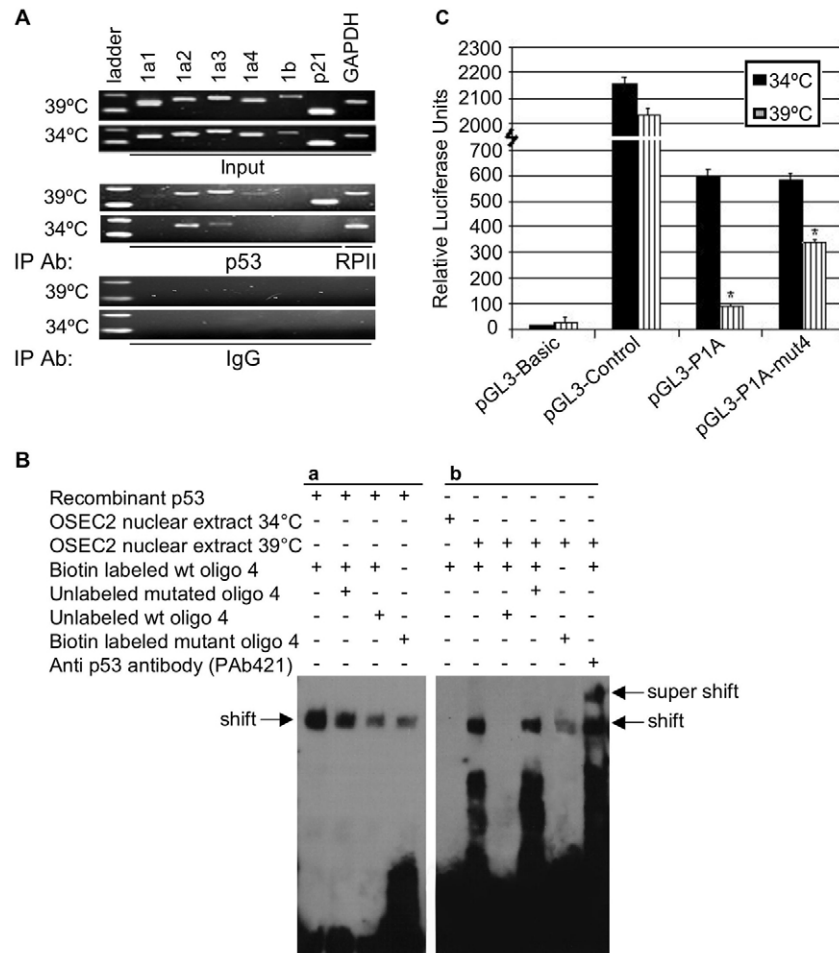 A
ladder 1a1 1a2 1a3 1a4 1b p21 GAPDH
39ºC
34ºC
Input
39ºC
34ºC
IP Ab: p53 RPII
39ºC
34ºC
IP Ab: IgG
C
Relative Luciferase Units
2300
2200
2100
2000
700
600
500
400
300
200
100
0
34ºC
39ºC
*
*
pGL3-Basic
pGL3-Control
pGL3-P1A
pGL3-P1A-mut4
B
a b
Recombinant p53 + + + + - - - - - -
OSEC2 nuclear extract 34°C - - - - + - - - - -
OSEC2 nuclear extract 39°C - - - - - + + + + +
Biotin labeled wt oligo 4 + + + - + + + + - +
Unlabeled mutated oligo 4 - + - - - - - + - -
Unlabeled wt oligo 4 - - + - - - + - - -
Biotin labeled mutant oligo 4 - - - + - - - - + -
Anti p53 antibody (PAb421) - - - - - - - - - +
super shift
shift
shift